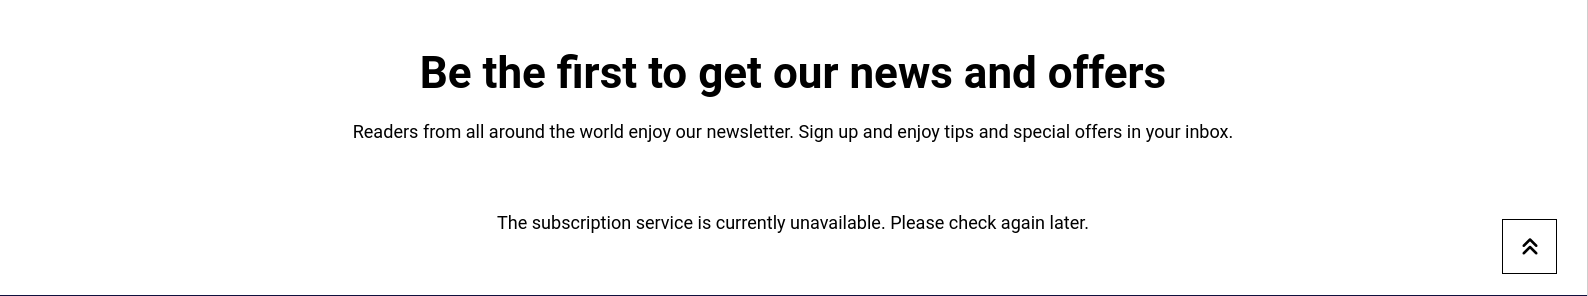 Be the first to get our news and offers
Readers from all around the world enjoy our newsletter. Sign up and enjoy tips and special offers in your inbox.
The subscription service is currently unavailable. Please check again later.